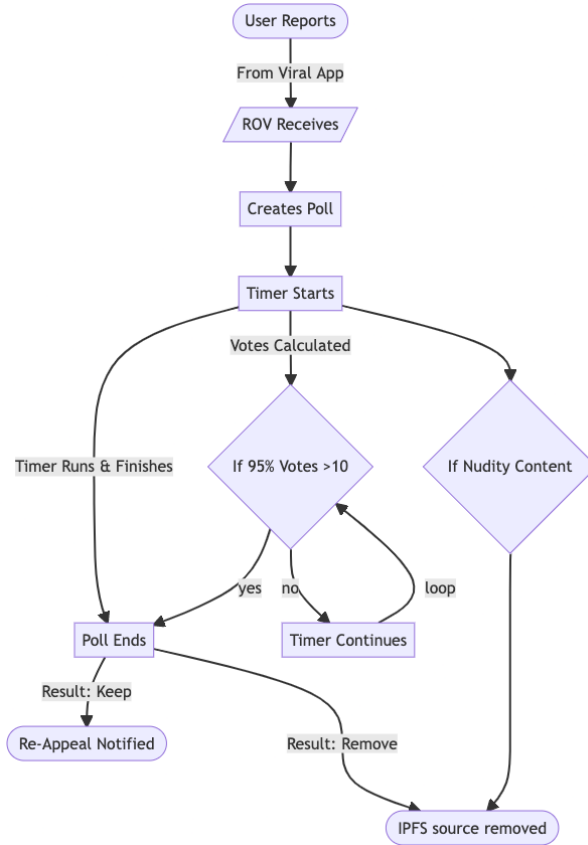 User Reports
From Viral App
ROV Receives
Creates Poll
Timer Starts
Votes Calculated
If 95% Votes >10
If Nudity Content
Timer Runs & Finishes
yes
no
loop
Poll Ends
Timer Continues
Result: Keep
Re-Appeal Notified
Result: Remove
IPFS source removed